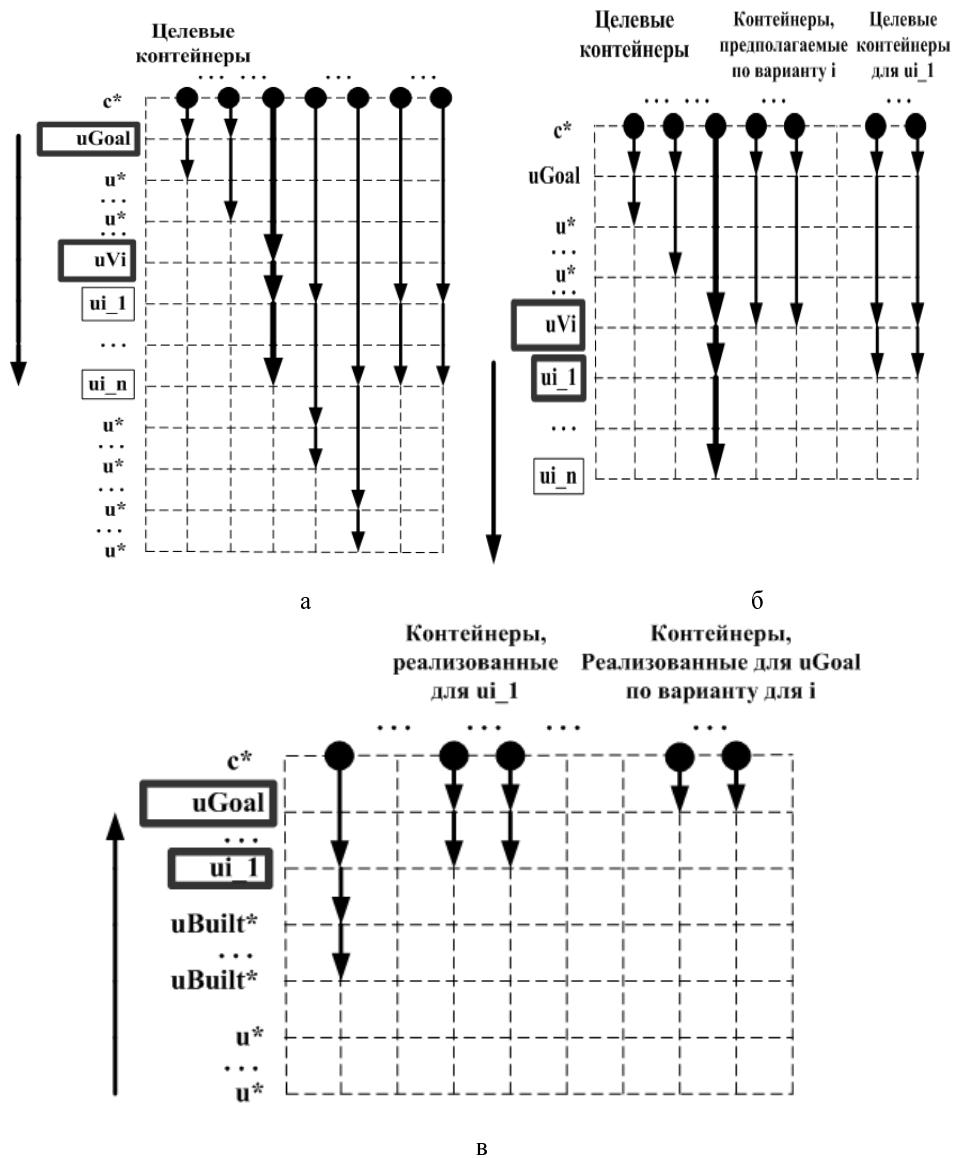 Целевые
контейнеры
... ... ... ...
c*
uGoal
u*
...
u*
...
uVi
ui_1
...
ui_n
u*
...
u*
...
u*
...
u*
а
Целевые
контейнеры
Контейнеры,
предполагаемые
по варианту i
Целевые
контейнеры
для ui_1
... ... ... ...
c*
uGoal
u*
...
u*
...
uVi
ui_1
...
ui_n
б
Контейнеры,
реализованные
для ui_1
Контейнеры,
Реализованные для uGoal
по варианту для i
... ... ... ...
c*
uGoal
...
ui_1
uBuilt*
...
uBuilt*
u*
...
u*
в